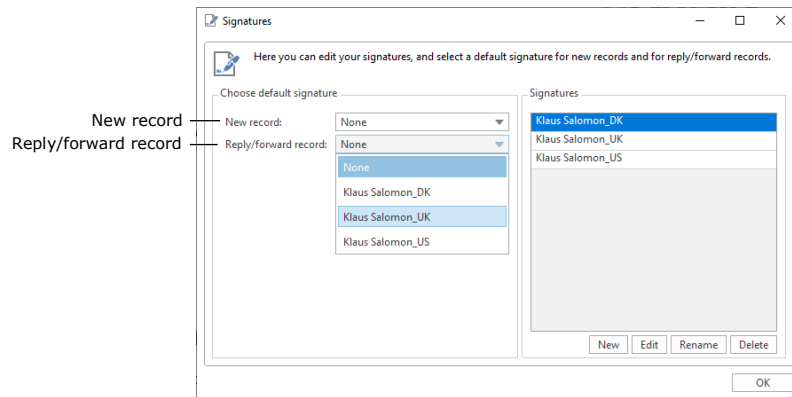 Signatures
Here you can edit your signatures, and select a default signature for new records and for reply/forward records.
Choose default signature
New record
New record:
None
Reply/forward record
Reply/forward record:
None
None
Klaus Salomon_DK
Klaus Salomon_UK
Klaus Salomon_US
Signatures
Klaus Salomon_DK
Klaus Salomon_UK
Klaus Salomon_US
New
Edit
Rename
Delete
OK